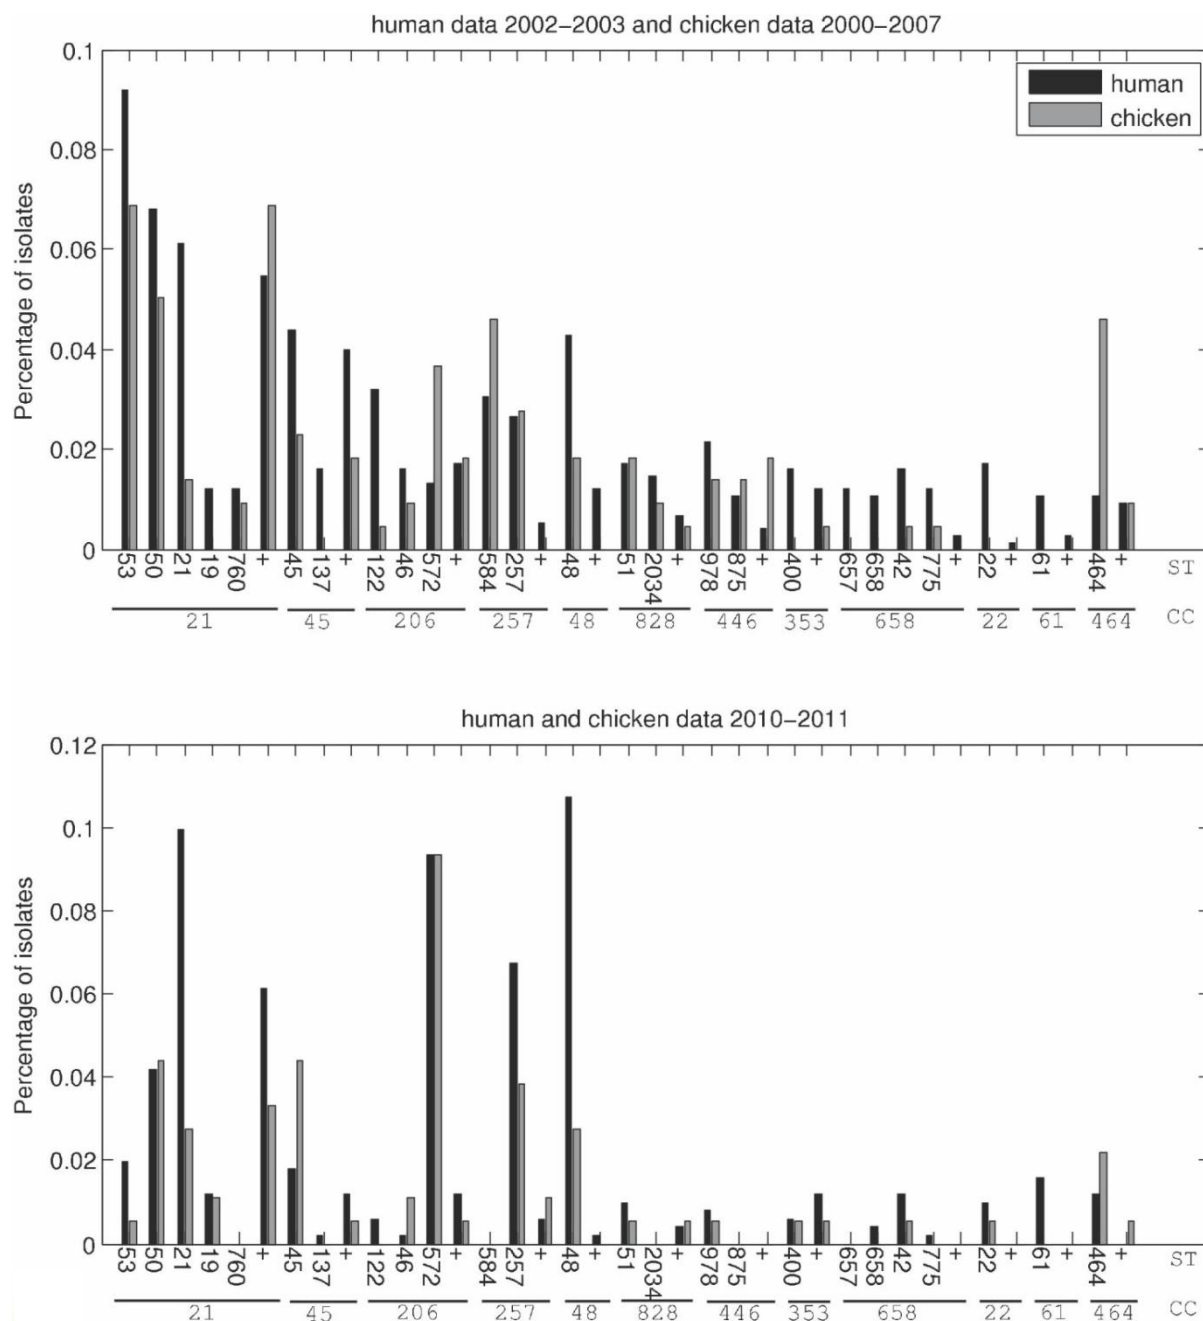 human data 2002–2003 and chicken data 2000–2007
0.1
0.08
0.06
0.04
0.02
0
Percentage of isolates
human
chicken
53 50 21 19 760 + 45 137 + 122 46 572 + 584 257 + 48 + 51 2034 + 978 875 + 400 + 657 658 42 775 + 22 + 61 + 464 + ST
21 45 206 257 48 828 446 353 658 22 61 464 CC
human and chicken data 2010–2011
0.12
0.1
0.08
0.06
0.04
0.02
0
Percentage of isolates
53 50 21 19 760 + 45 137 + 122 46 572 + 584 257 + 48 + 51 2034 + 978 875 + 400 + 657 658 42 775 + 22 + 61 + 464 + ST
21 45 206 257 48 828 446 353 658 22 61 464 CC